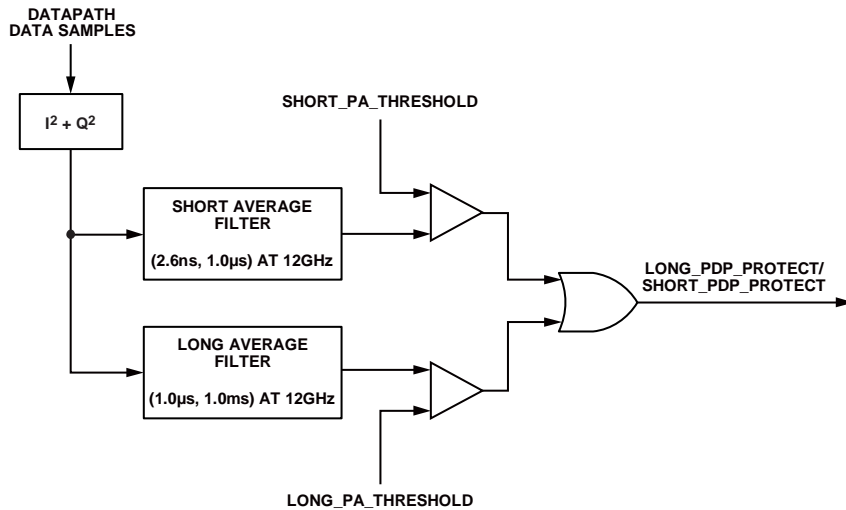 DATAPATH
DATA SAMPLES
I² + Q²
SHORT_PA_THRESHOLD
SHORT AVERAGE
FILTER
(2.6ns, 1.0µs) AT 12GHz
LONG_PDP_PROTECT/
SHORT_PDP_PROTECT
LONG AVERAGE
FILTER
(1.0µs, 1.0ms) AT 12GHz
LONG_PA_THRESHOLD